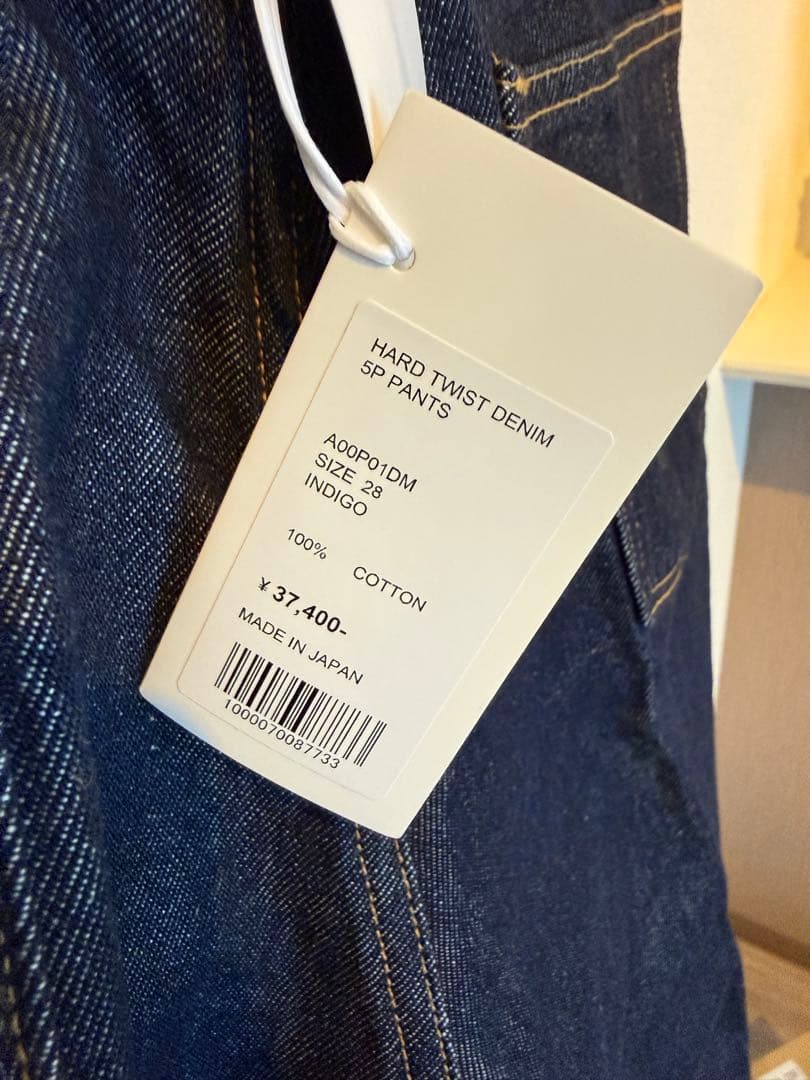 HARD TWIST DENIM
5P PANTS
A00P01DM
SIZE 28
INDIGO
100% COTTON
¥ 37,400-
MADE IN JAPAN
1000070087733